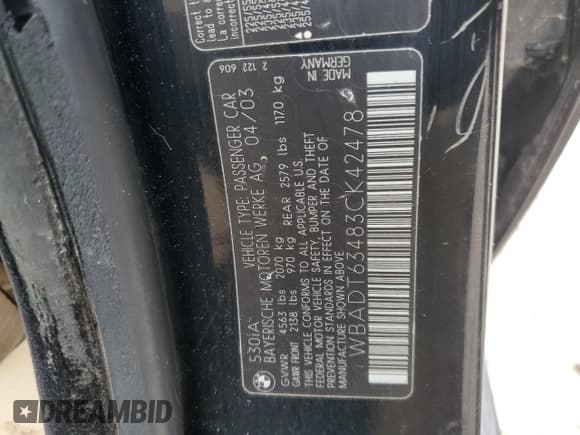 530iA
VEHICLE TYPE: PASSENGER CAR
BAYERISCHE MOTOREN WERKE AG, 04/03
GVWR 4563 lbs 2070 kg
GAWR FRONT 2138 lbs 970 kg REAR 2579 lbs 1170 kg
THIS VEHICLE CONFORMS TO ALL APPLICABLE U.S.
FEDERAL MOTOR VEHICLE SAFETY, BUMPER AND THEFT
PREVENTION STANDARDS IN EFFECT ON THE DATE OF
MANUFACTURE SHOWN ABOVE.
WBADT63483CK42478
MADE IN
GERMANY
2 122 606
La correc
Incorrect
DREAMBID